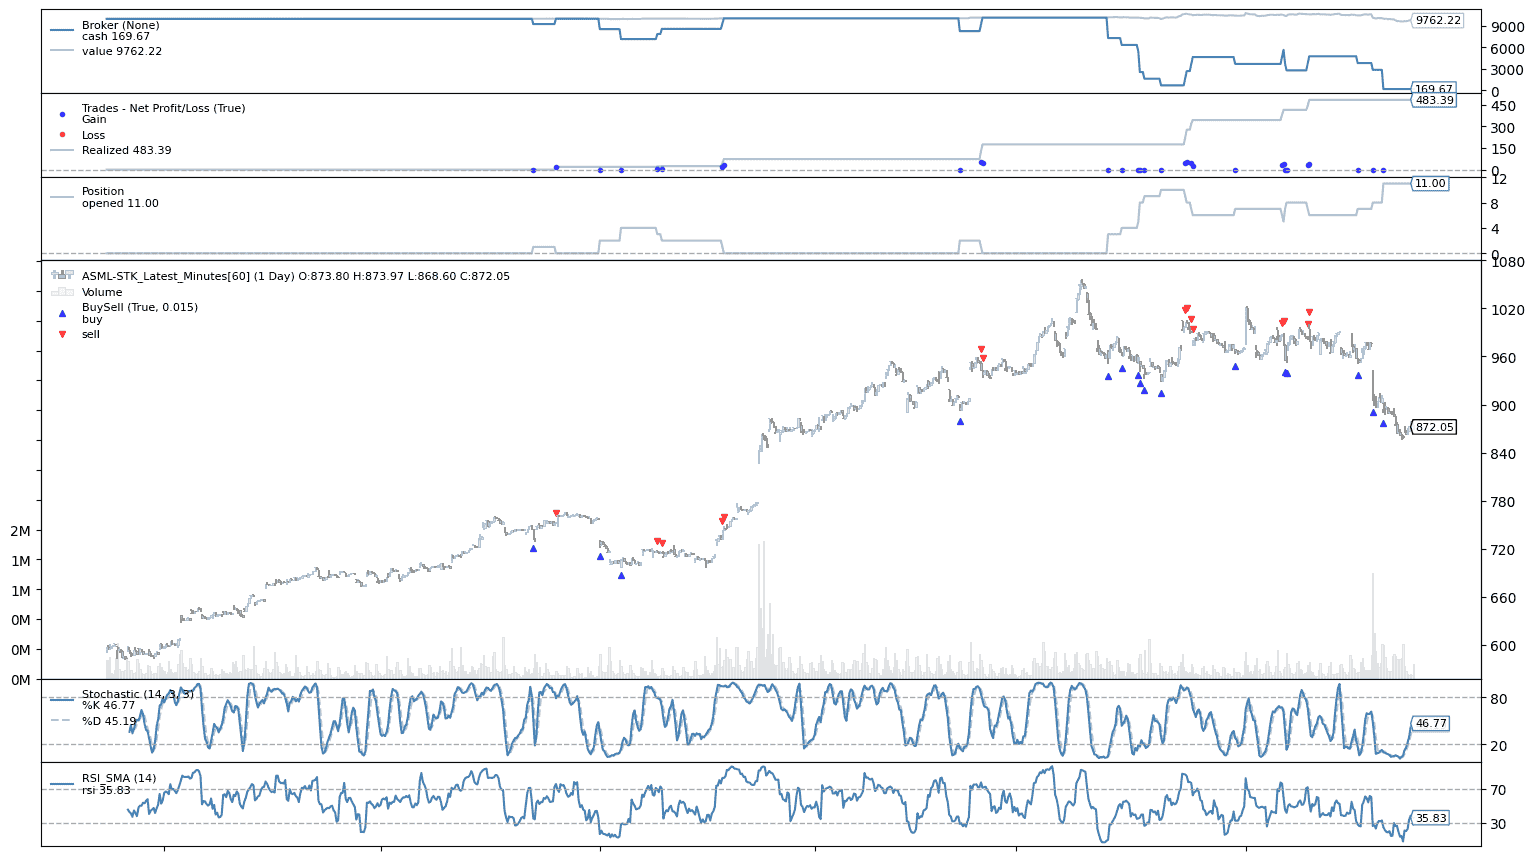 Broker (None)
cash 169.67
value 9762.22
9762.22
9000
6000
3000
169.67
0
Trades - Net Profit/Loss (True)
Gain
Loss
Realized 483.39
483.39
450
300
150
0
Position
opened 11.00
12
11.00
8
4
0
ASML-STK_Latest_Minutes[60] (1 Day) O:873.80 H:873.97 L:868.60 C:872.05
Volume
BuySell (True, 0.015)
buy
sell
1080
1020
960
900
872.05
840
780
720
660
600
2M
1M
1M
0M
0M
0M
Stochastic (14, 3, 3)
%K 46.77
%D 45.19
80
46.77
20
RSI_SMA (14)
rsi 35.83
70
35.83
30